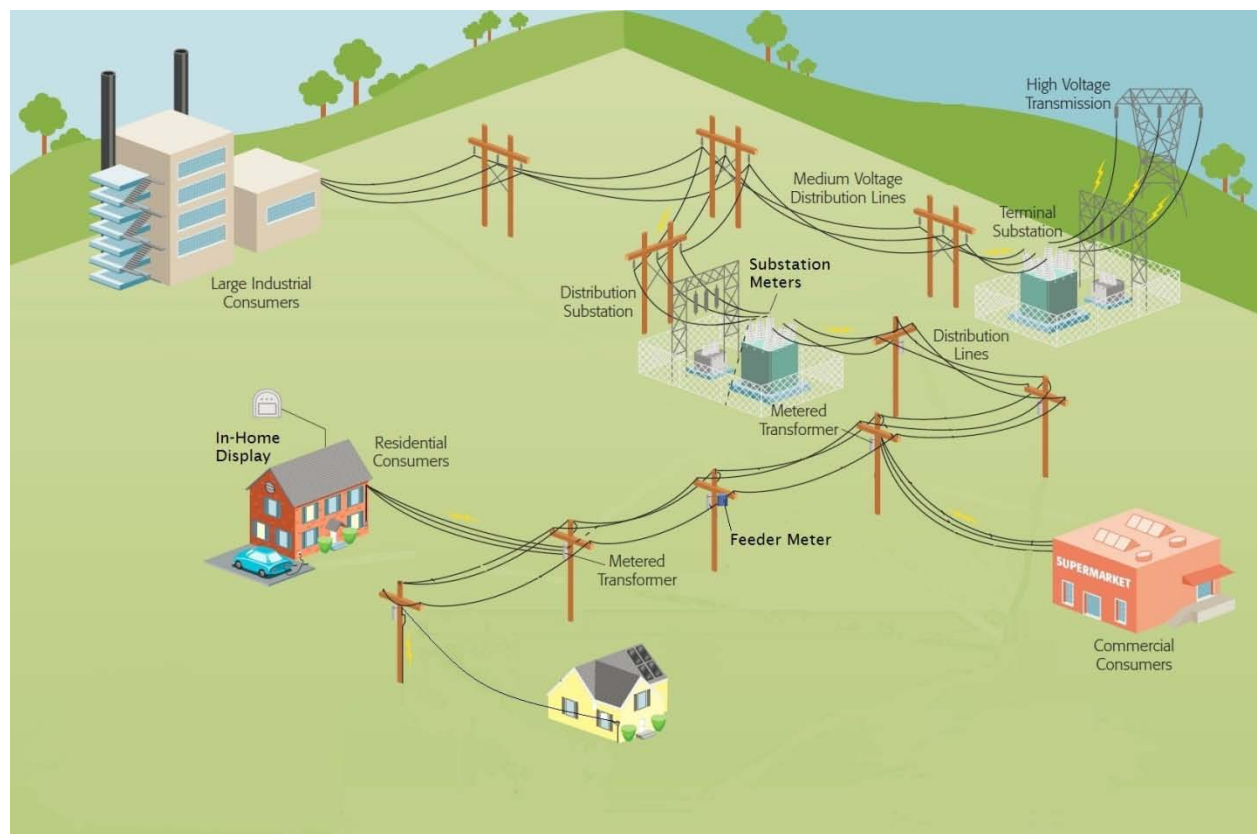 High Voltage
Transmission
Medium Voltage
Distribution Lines
Terminal
Substation
Large Industrial
Consumers
Distribution
Substation
Substation
Meters
Distribution
Lines
Metered
Transformer
In-Home
Display
Residential
Consumers
Feeder Meter
Metered
Transformer
SUPERMARKET
Commercial
Consumers